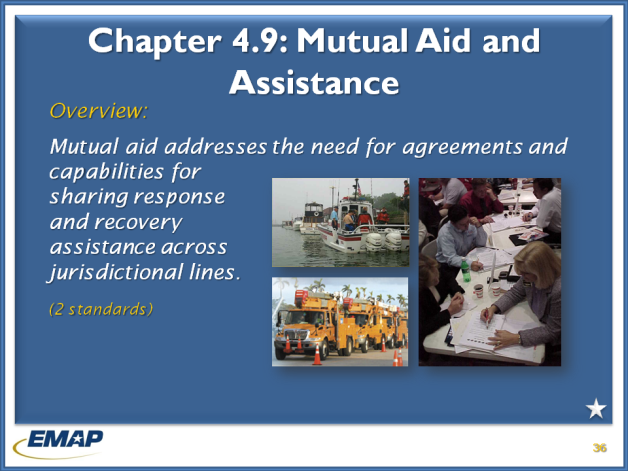 Chapter 4.9: Mutual Aid and
Assistance
Overview:
Mutual aid addresses the need for agreements and
capabilities for
sharing response
and recovery
assistance across
jurisdictional lines.
(2 standards)
EMAP
36